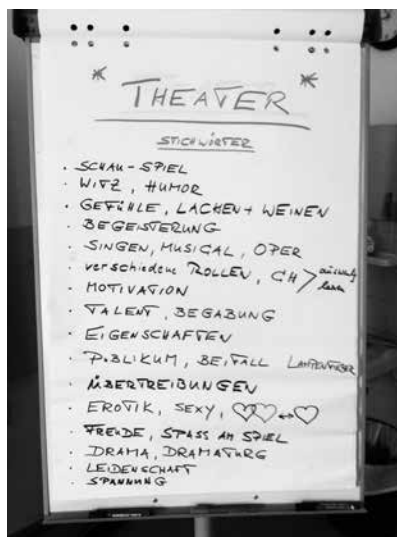 THEATER
STICHWÖRTER
· SCHAU-SPIEL
· WITZ, HUMOR
· GEFÜHLE, LACHEN + WEINEN
· BEGEISTERUNG
· SINGEN, MUSICAL, OPER
· verschiedene ROLLEN, CH
· MOTIVATION
· TALENT, BEGABUNG
· EIGENSCHAFTEN
· PUBLIKUM, BEIFALL LAMPENFIEBER
· ÜBERTREIBUNGEN
· EROTIK, SEXY,
· FREUDE, SPASS AM SPIEL
· DRAMA, DRAMATURG
· LEIDENSCHAFT
· SPANNUNG